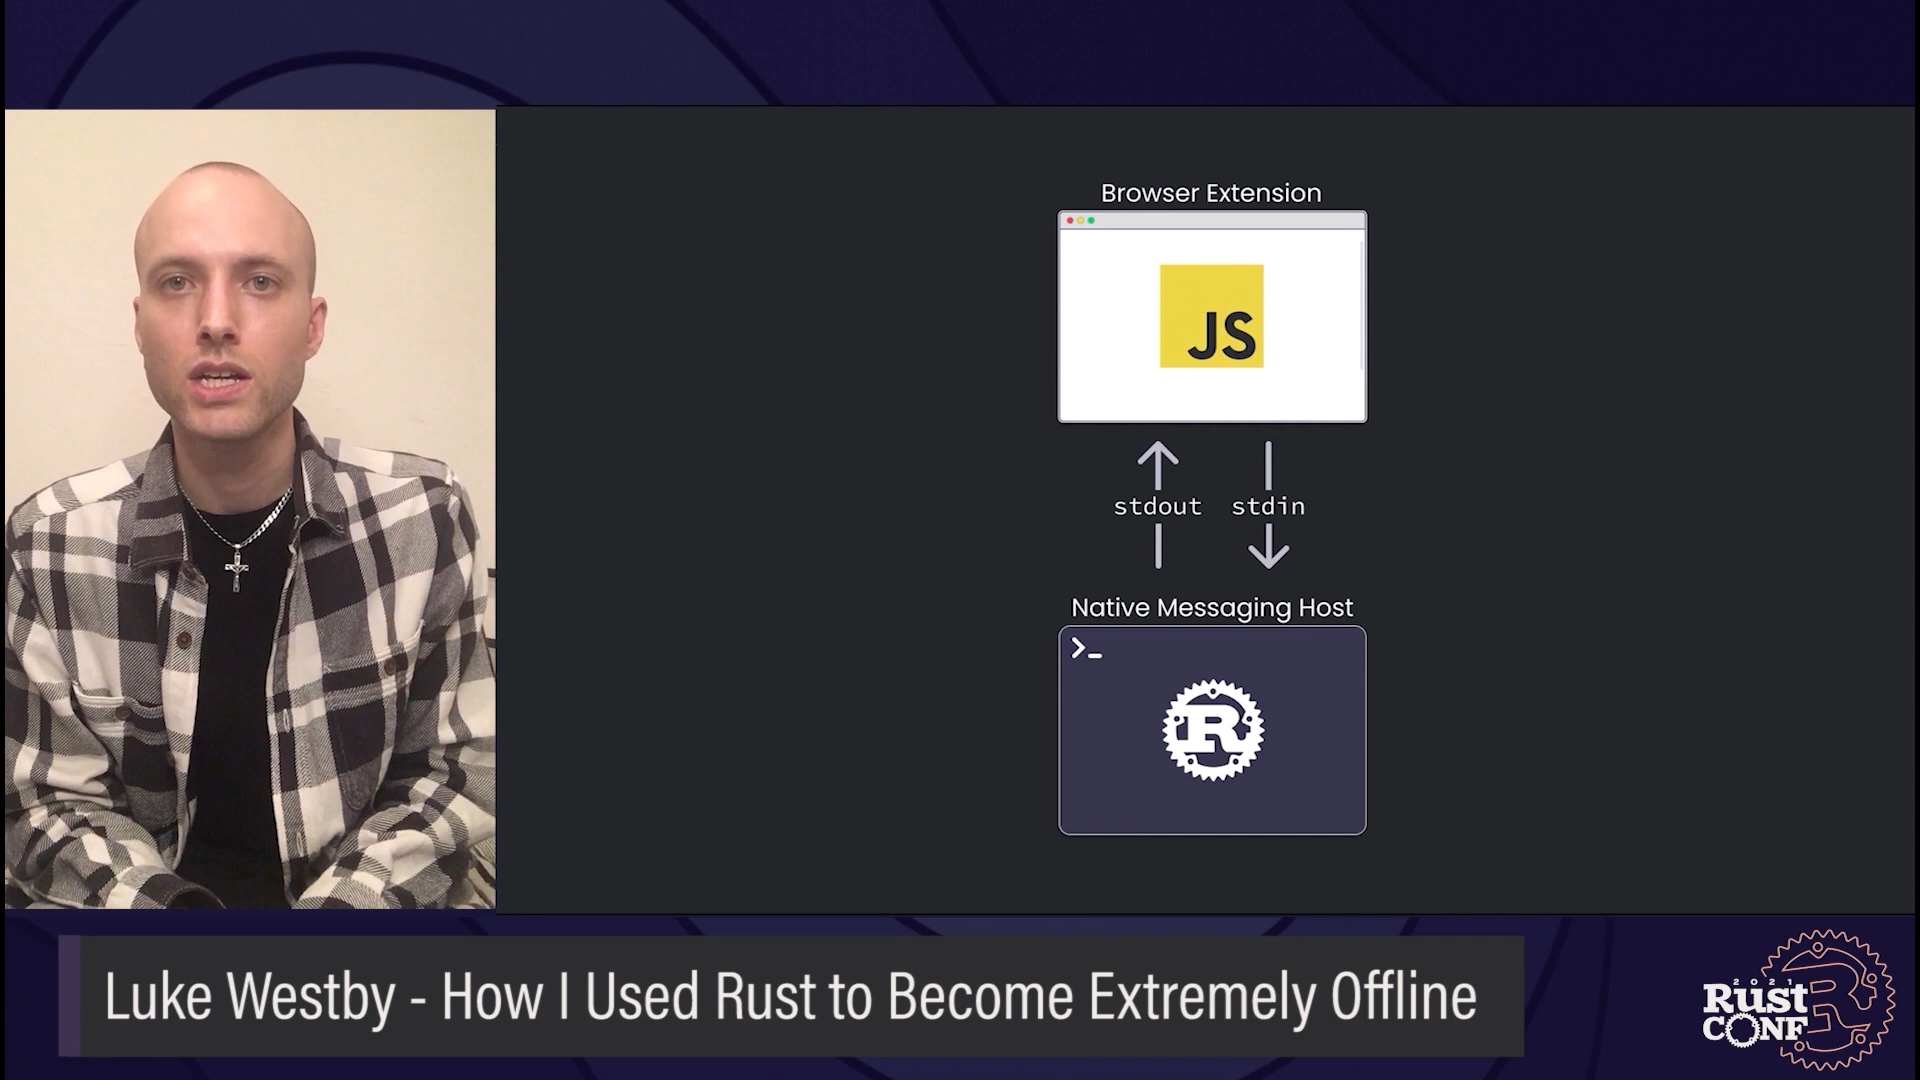 Browser Extension
JS
stdout stdin
Native Messaging Host
>_
R
Luke Westby - How I Used Rust to Become Extremely Offline
2021
Rust
CONF
R